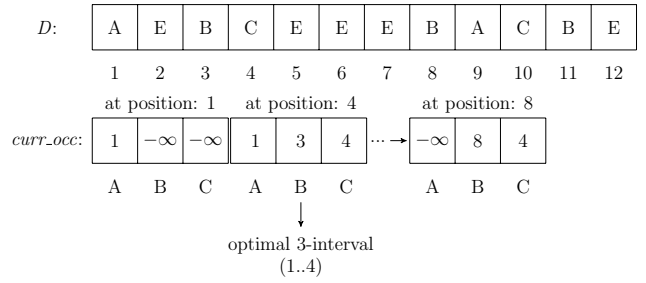 D: A E B C E E E B A C B E
1 2 3 4 5 6 7 8 9 10 11 12
at position: 1 at position: 4 at position: 8
curr_occ: 1 −∞ −∞ 1 3 4 ... −∞ 8 4
A B C A B C A B C
optimal 3-interval
(1..4)